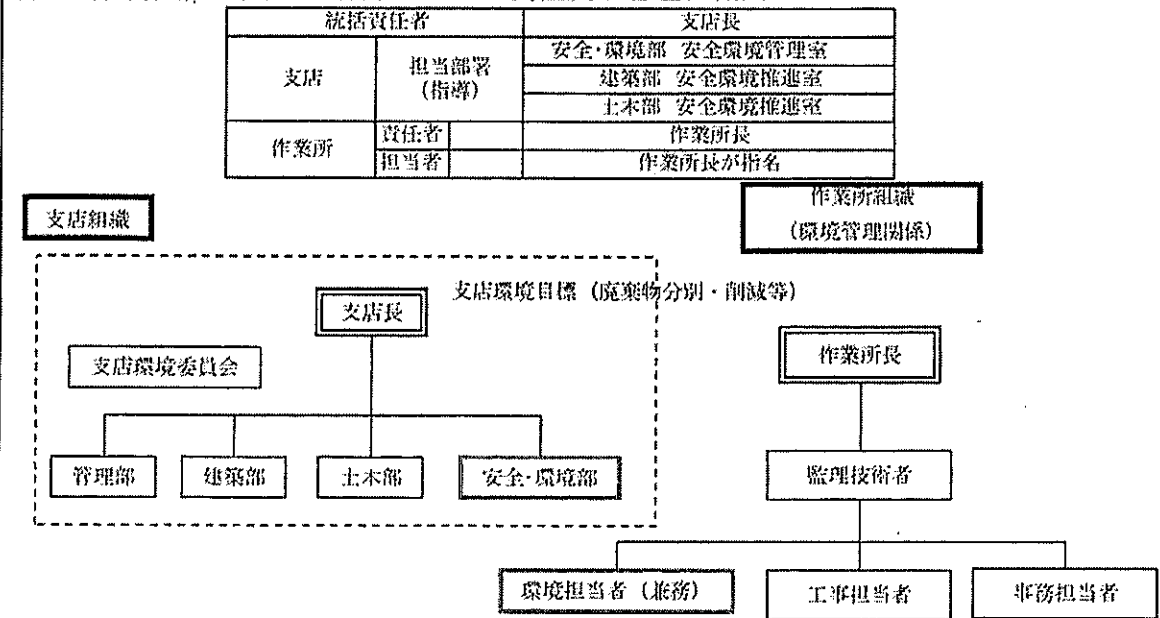 統括責任者 支店長
支店 担当部署 (指導) 安全・環境部 安全環境管理室
建築部 安全環境推進室
土木部 安全環境推進室
作業所 責任者 作業所長
担当者 作業所長が指名
支店組織
作業所組織
(環境管理関係)
支店環境目標（廃棄物分別・削減等）
支店長
作業所長
支店環境委員会
管理部 建築部 土木部 安全・環境部
監理技術者
環境担当者（兼務） 工事担当者 事務担当者